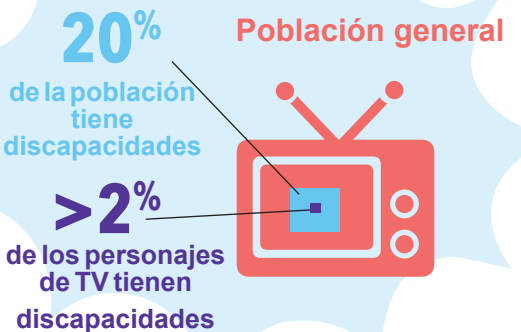 20%
de la población
tiene
discapacidades
Población general
>2%
de los personajes
de TV tienen
discapacidades